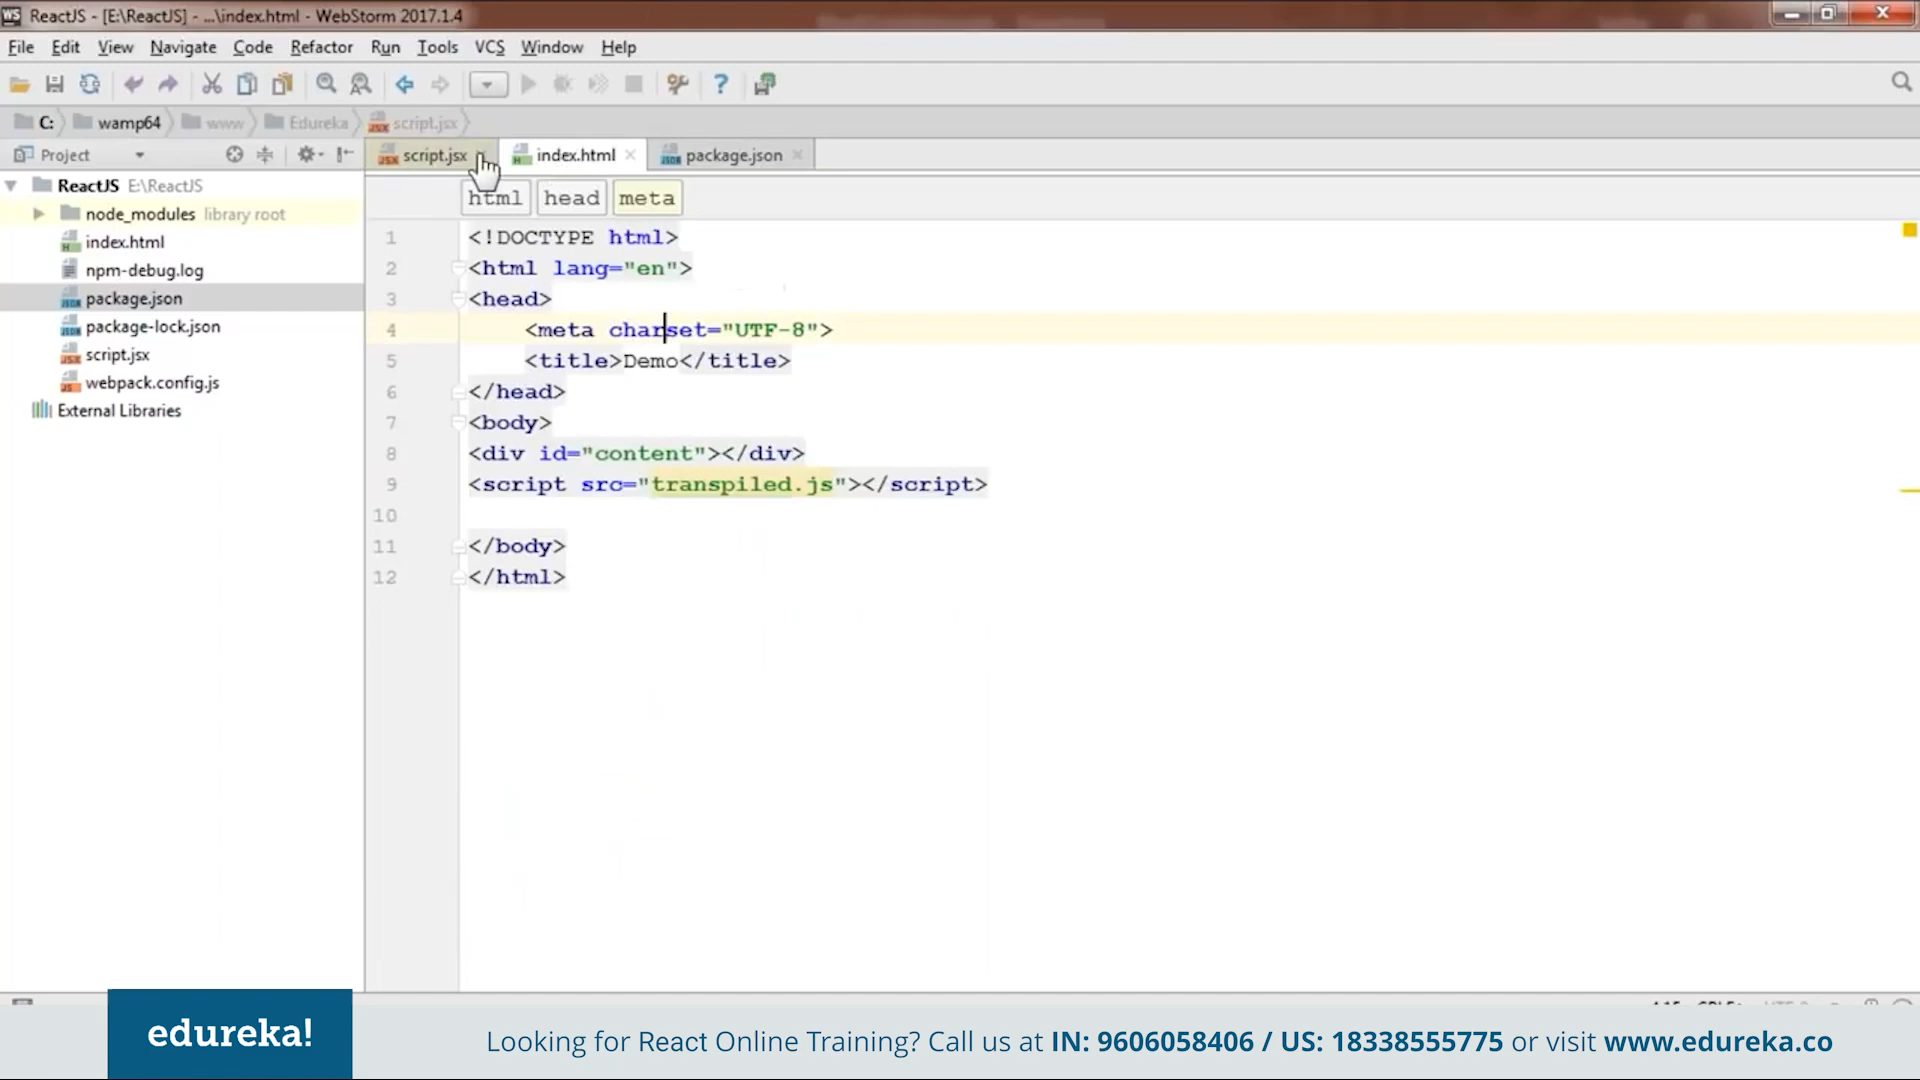 ReactJS - [E:\ReactJS] - ...\index.html - WebStorm 2017.1.4
File Edit View Navigate Code Refactor Run Tools VCS Window Help
C: wamp64 www Edureka script.jsx
Project
script.jsx index.html package.json
ReactJS E:\ReactJS
node_modules library root
index.html
npm-debug.log
package.json
package-lock.json
script.jsx
webpack.config.js
External Libraries
html head meta
1 <!DOCTYPE html>
2 <html lang="en">
3 <head>
4 <meta charset="UTF-8">
5 <title>Demo</title>
6 </head>
7 <body>
8 <div id="content"></div>
9 <script src="transpiled.js"></script>
10
11 </body>
12 </html>
edureka!
Looking for React Online Training? Call us at IN: 9606058406 / US: 18338555775 or visit www.edureka.co